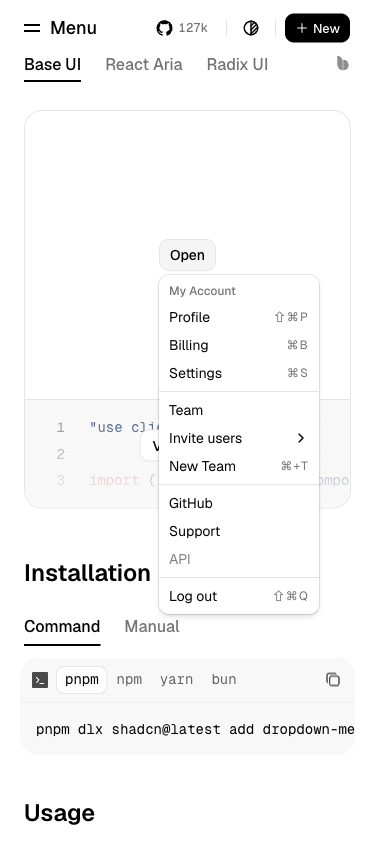 Menu 127k + New
Base UI React Aria Radix UI
Open
My Account
Profile ⇧⌘P
Billing ⌘B
Settings ⌘S
Team
Invite users
New Team ⌘+T
GitHub
Support
API
Log out ⇧⌘Q
1 "use clie
2
3 import {
Installation
Command Manual
pnpm npm yarn bun
pnpm dlx shadcn@latest add dropdown-me
Usage